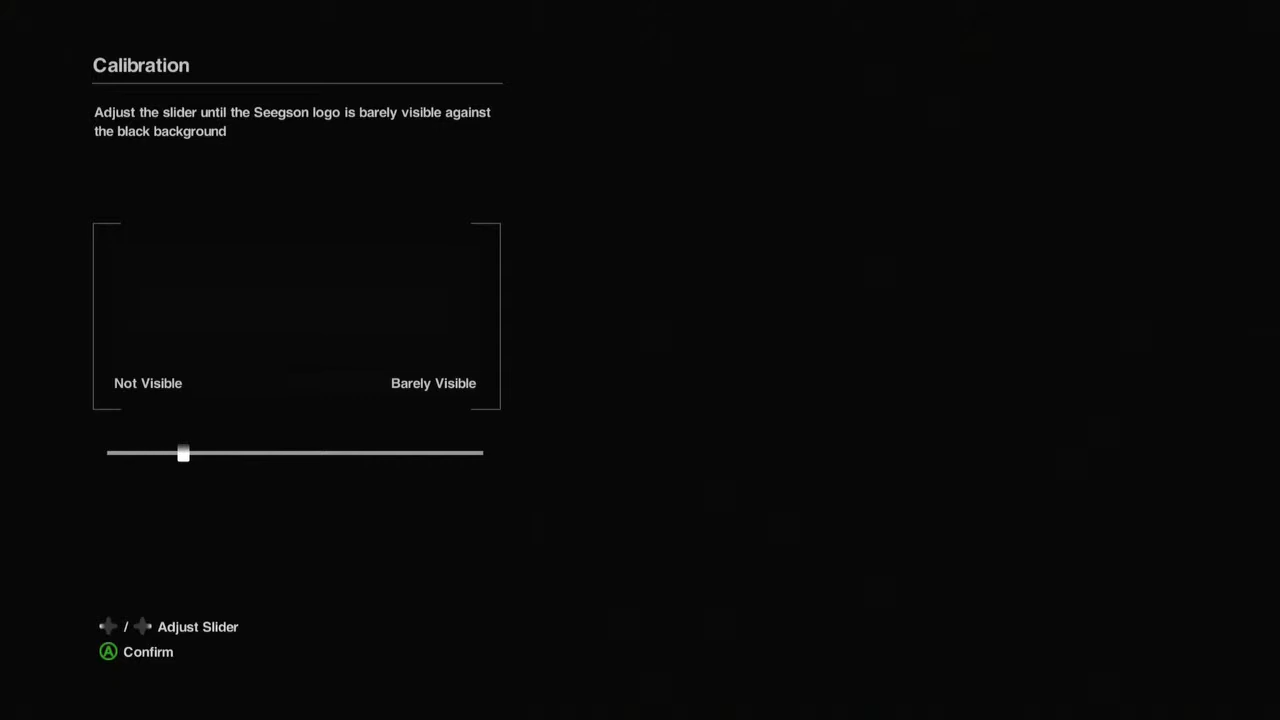 Calibration
Adjust the slider until the Seegson logo is barely visible against
the black background
Not Visible
Barely Visible
/ Adjust Slider
A Confirm